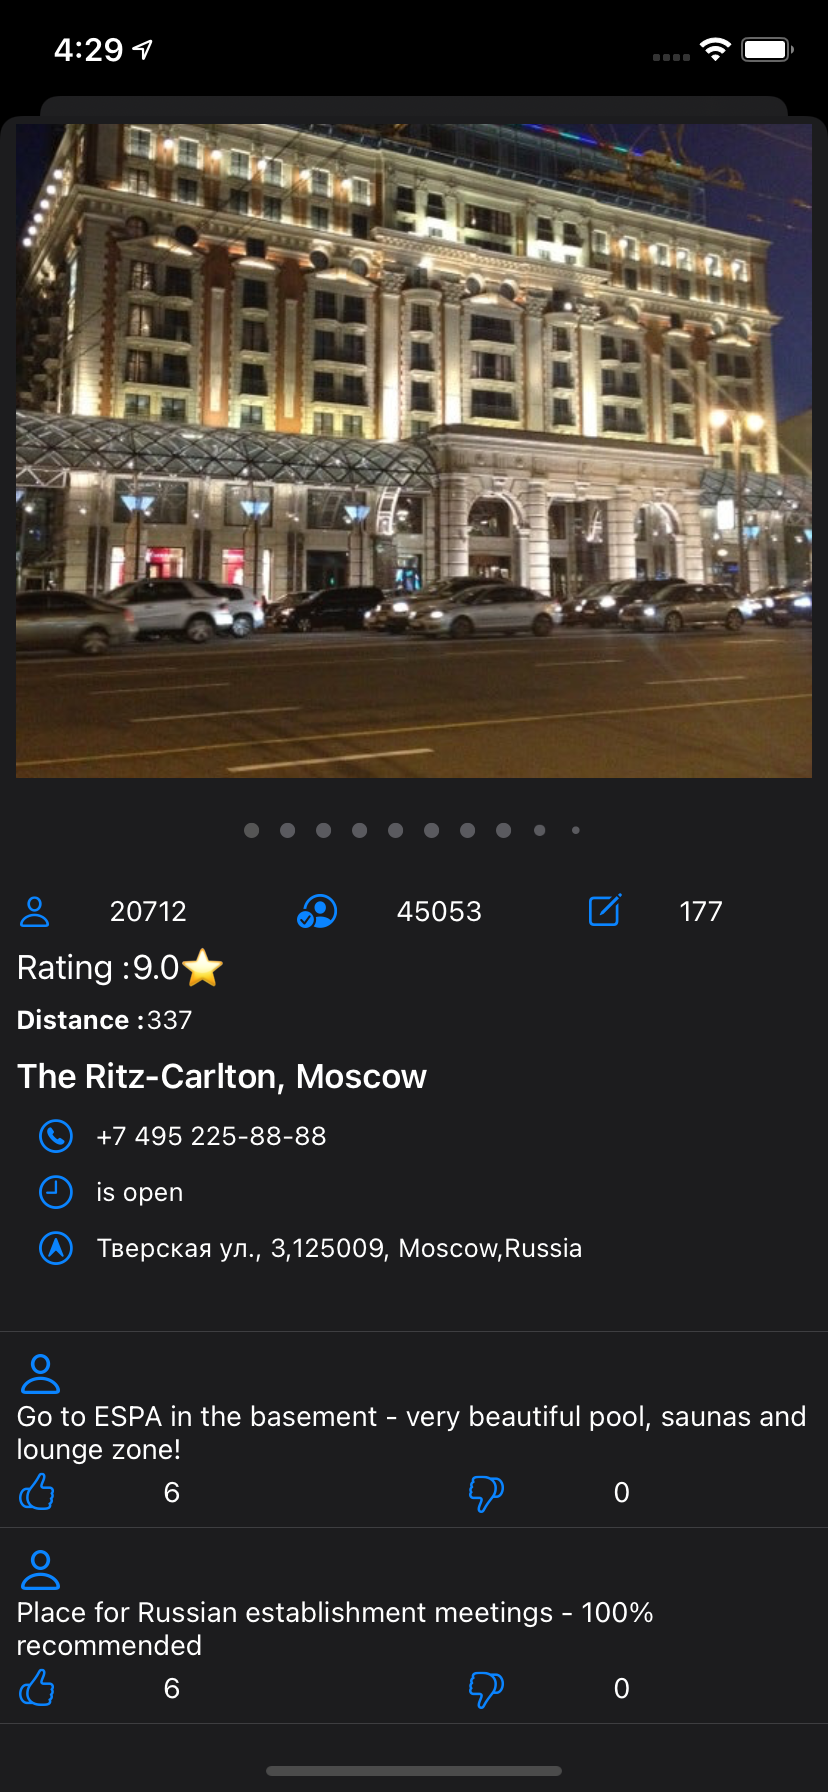 4:29
20712 45053 177
Rating :9.0⭐
Distance :337
The Ritz-Carlton, Moscow
+7 495 225-88-88
is open
Тверская ул., 3,125009, Moscow,Russia
Go to ESPA in the basement - very beautiful pool, saunas and
lounge zone!
6 0
Place for Russian establishment meetings - 100%
recommended
6 0